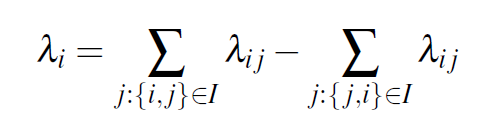 λ_i = ∑_{j:{i,j}∈I} λ_{ij} − ∑_{j:{j,i}∈I} λ_{ij}